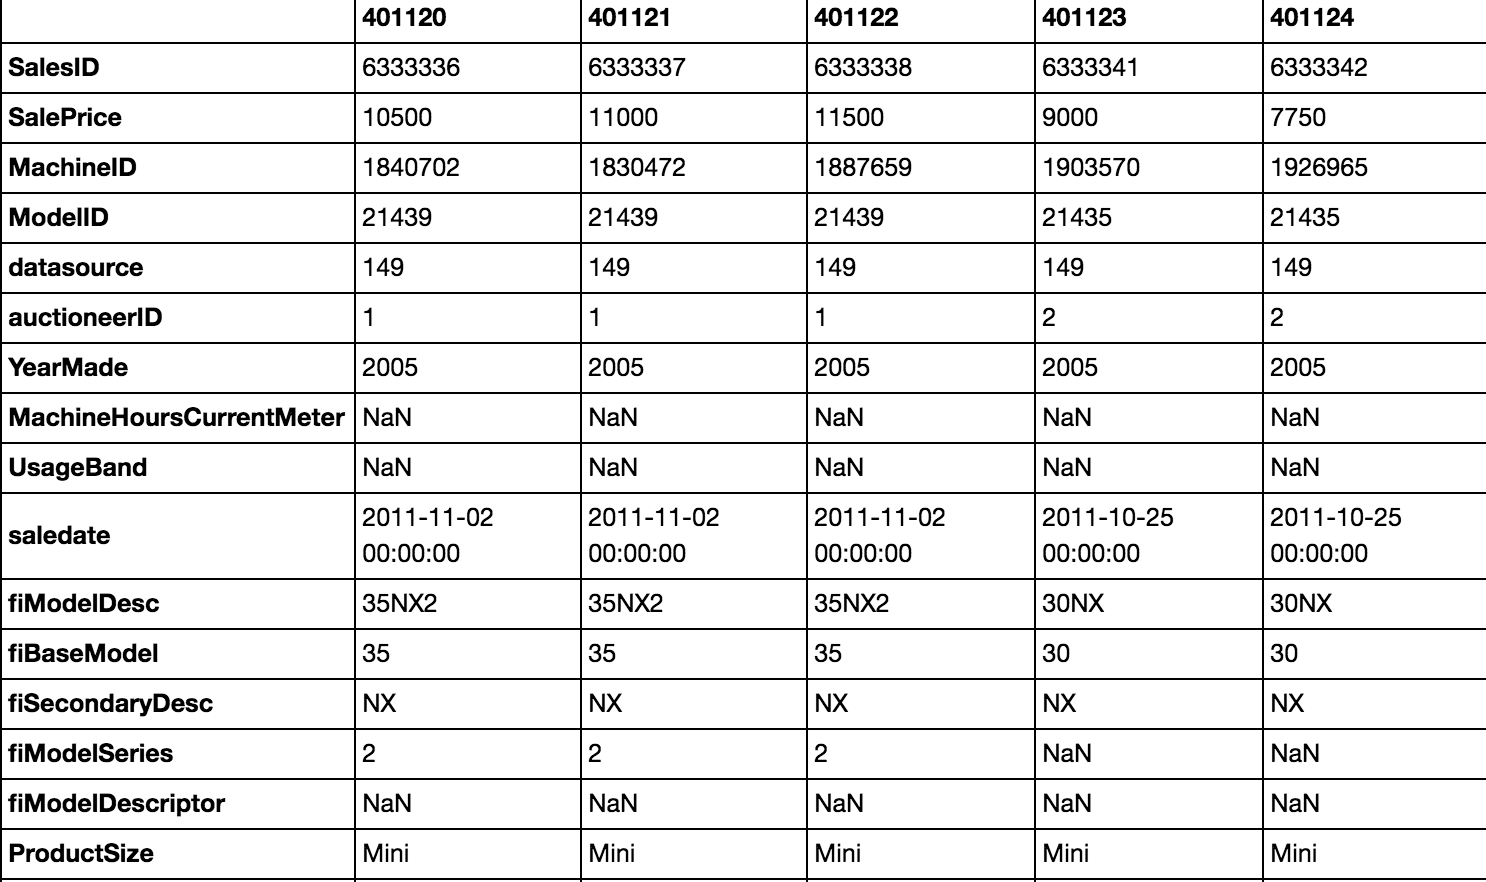 401120 401121 401122 401123 401124
SalesID 6333336 6333337 6333338 6333341 6333342
SalePrice 10500 11000 11500 9000 7750
MachineID 1840702 1830472 1887659 1903570 1926965
ModelID 21439 21439 21439 21435 21435
datasource 149 149 149 149 149
auctioneerID 1 1 1 2 2
YearMade 2005 2005 2005 2005 2005
MachineHoursCurrentMeter NaN NaN NaN NaN NaN
UsageBand NaN NaN NaN NaN NaN
saledate 2011-11-02 2011-11-02 2011-11-02 2011-10-25 2011-10-25
00:00:00 00:00:00 00:00:00 00:00:00 00:00:00
fiModelDesc 35NX2 35NX2 35NX2 30NX 30NX
fiBaseModel 35 35 35 30 30
fiSecondaryDesc NX NX NX NX NX
fiModelSeries 2 2 2 NaN NaN
fiModelDescriptor NaN NaN NaN NaN NaN
ProductSize Mini Mini Mini Mini Mini